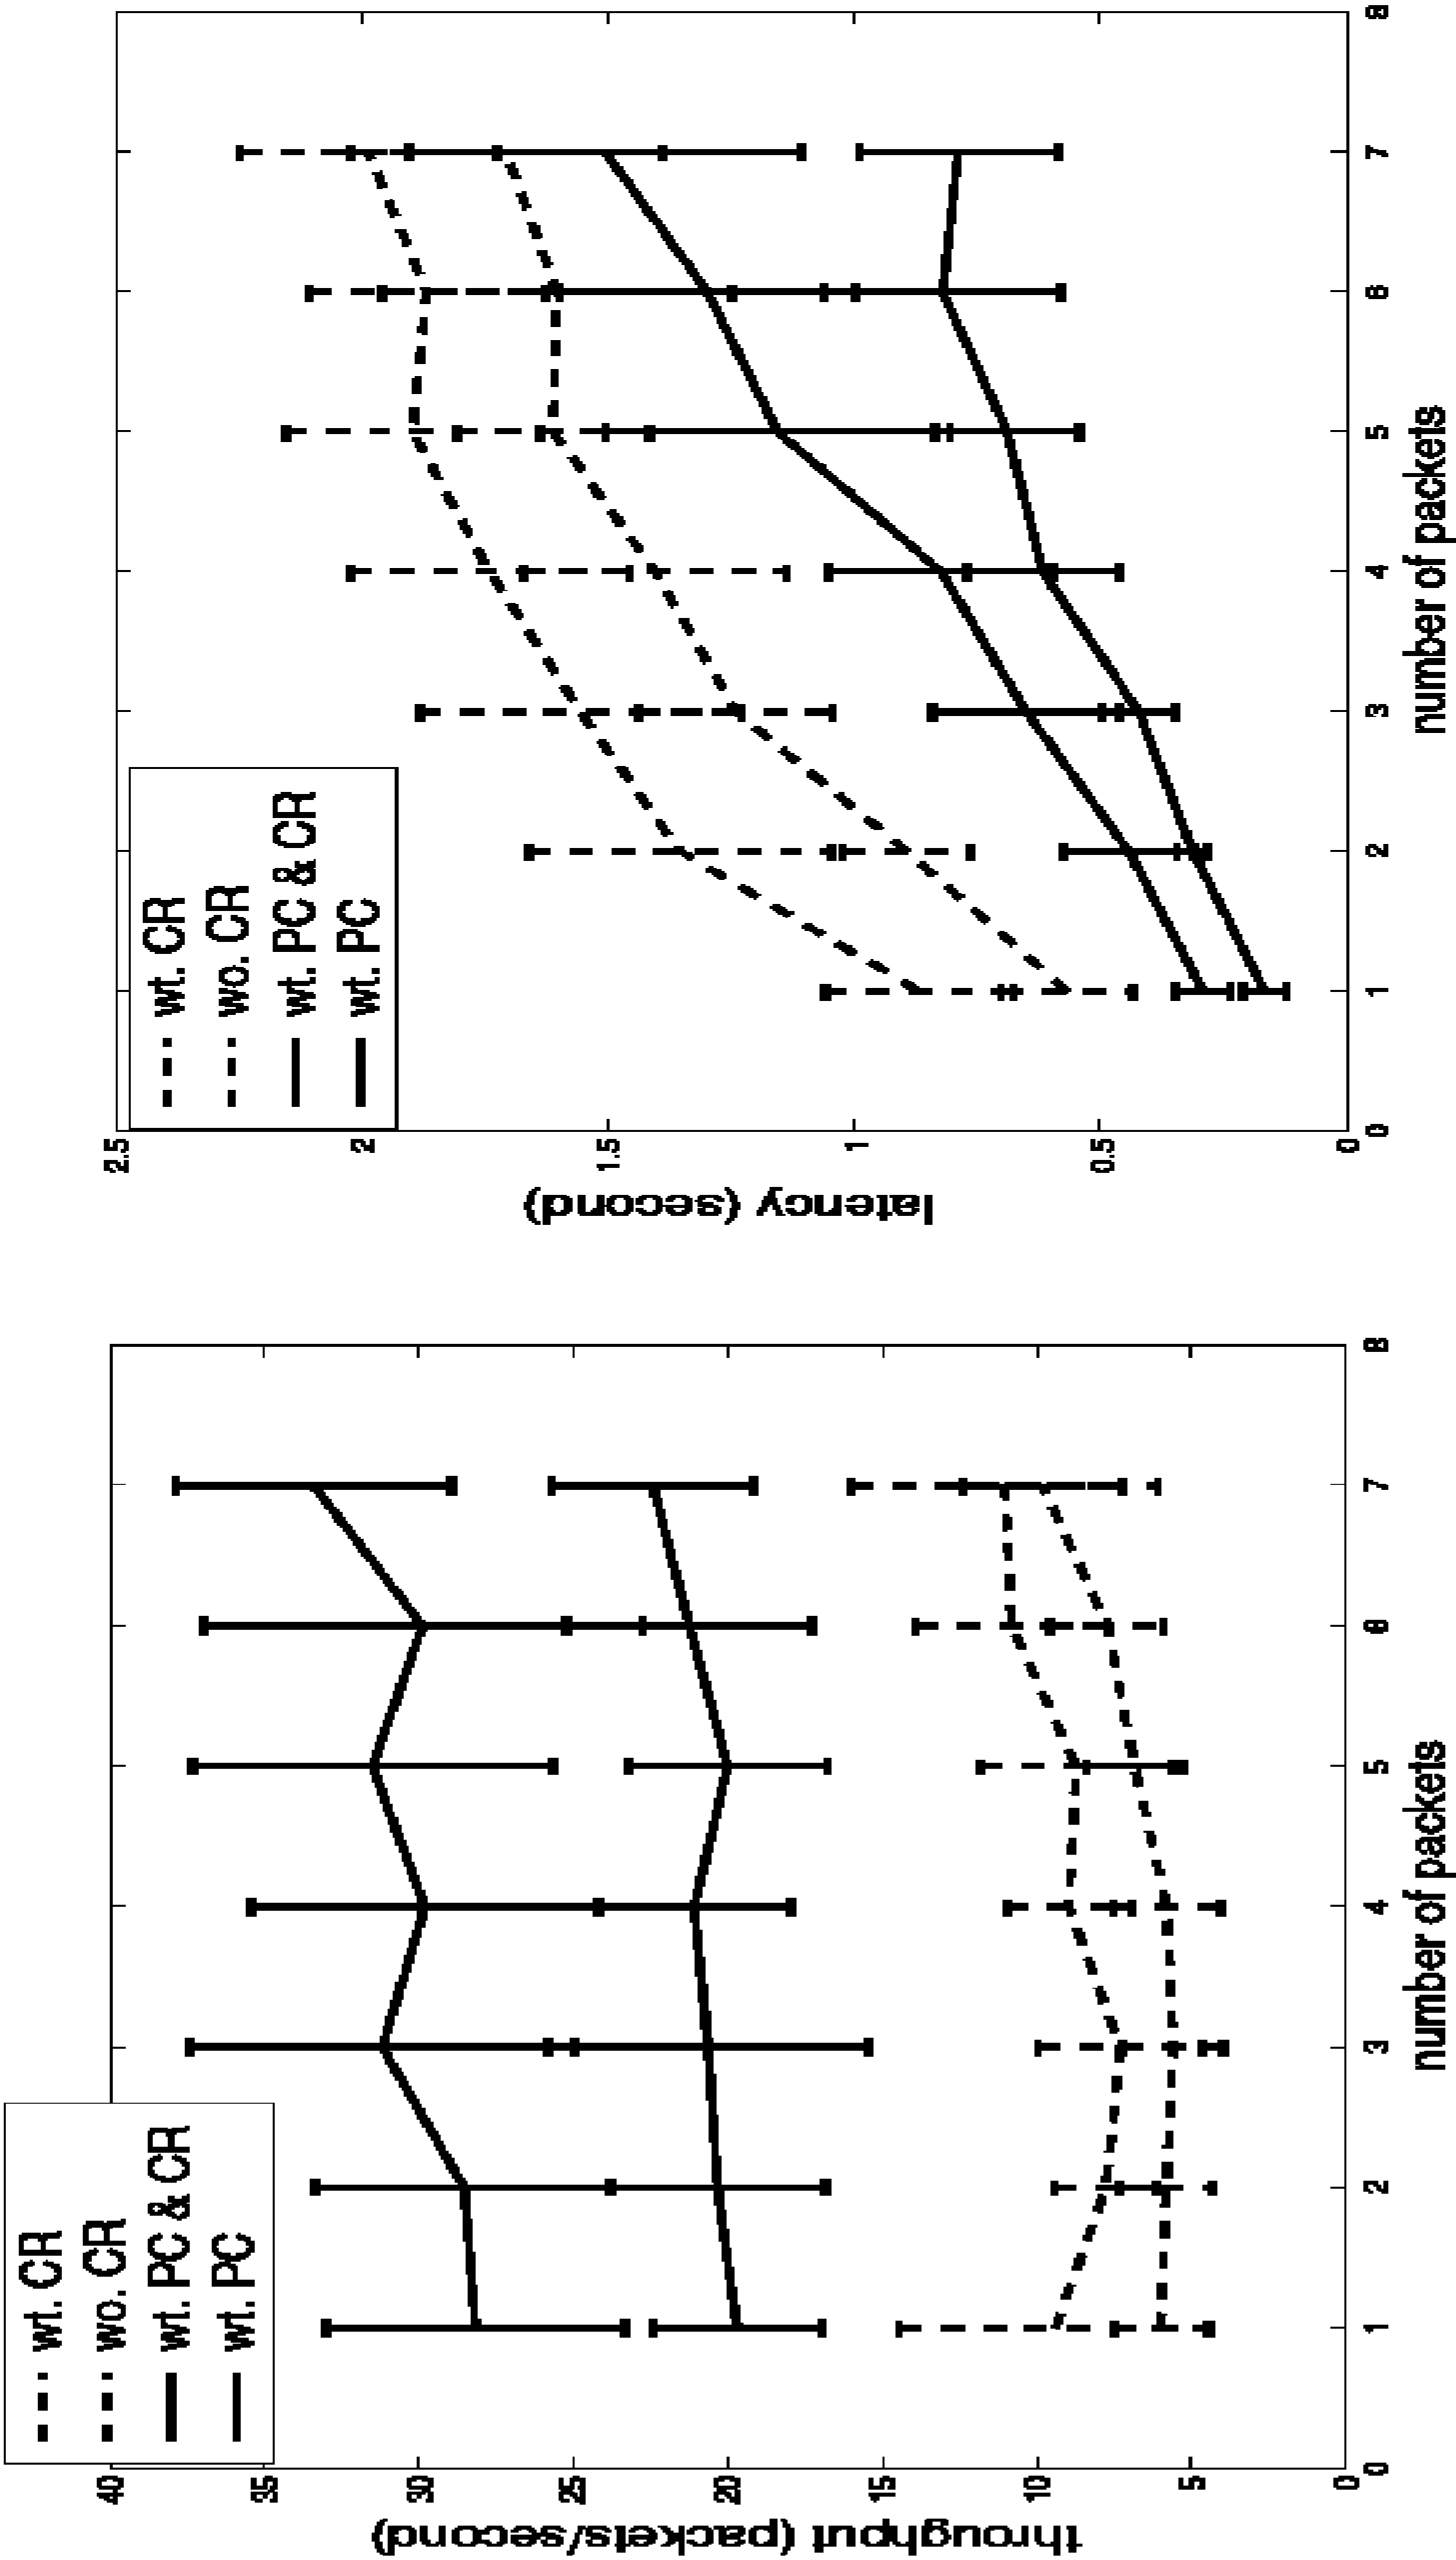 wt. CR
wo. CR
wt. PC & CR
wt. PC
throughput (packets/second)
40
35
30
25
20
15
10
5
0
0 1 2 3 4 5 6 7 8
number of packets
wt. CR
wo. CR
wt. PC & CR
wt. PC
latency (second)
2.5
2
1.5
1
0.5
0
0 1 2 3 4 5 6 7 8
number of packets